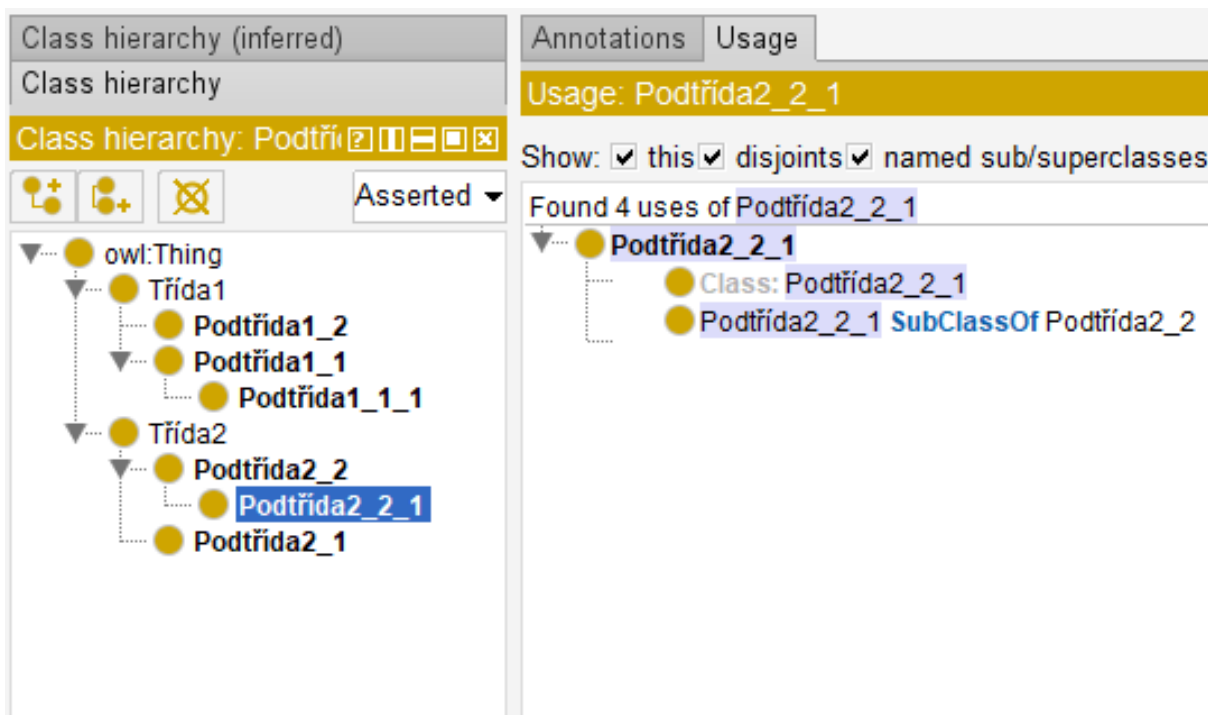 Class hierarchy (inferred)
Class hierarchy
Class hierarchy: Podtří
Asserted
owl:Thing
Třída1
Podtřída1_2
Podtřída1_1
Podtřída1_1_1
Třída2
Podtřída2_2
Podtřída2_2_1
Podtřída2_1
Annotations Usage
Usage: Podtřída2_2_1
Show: this disjoints named sub/superclasses
Found 4 uses of Podtřída2_2_1
Podtřída2_2_1
Class: Podtřída2_2_1
Podtřída2_2_1 SubClassOf Podtřída2_2